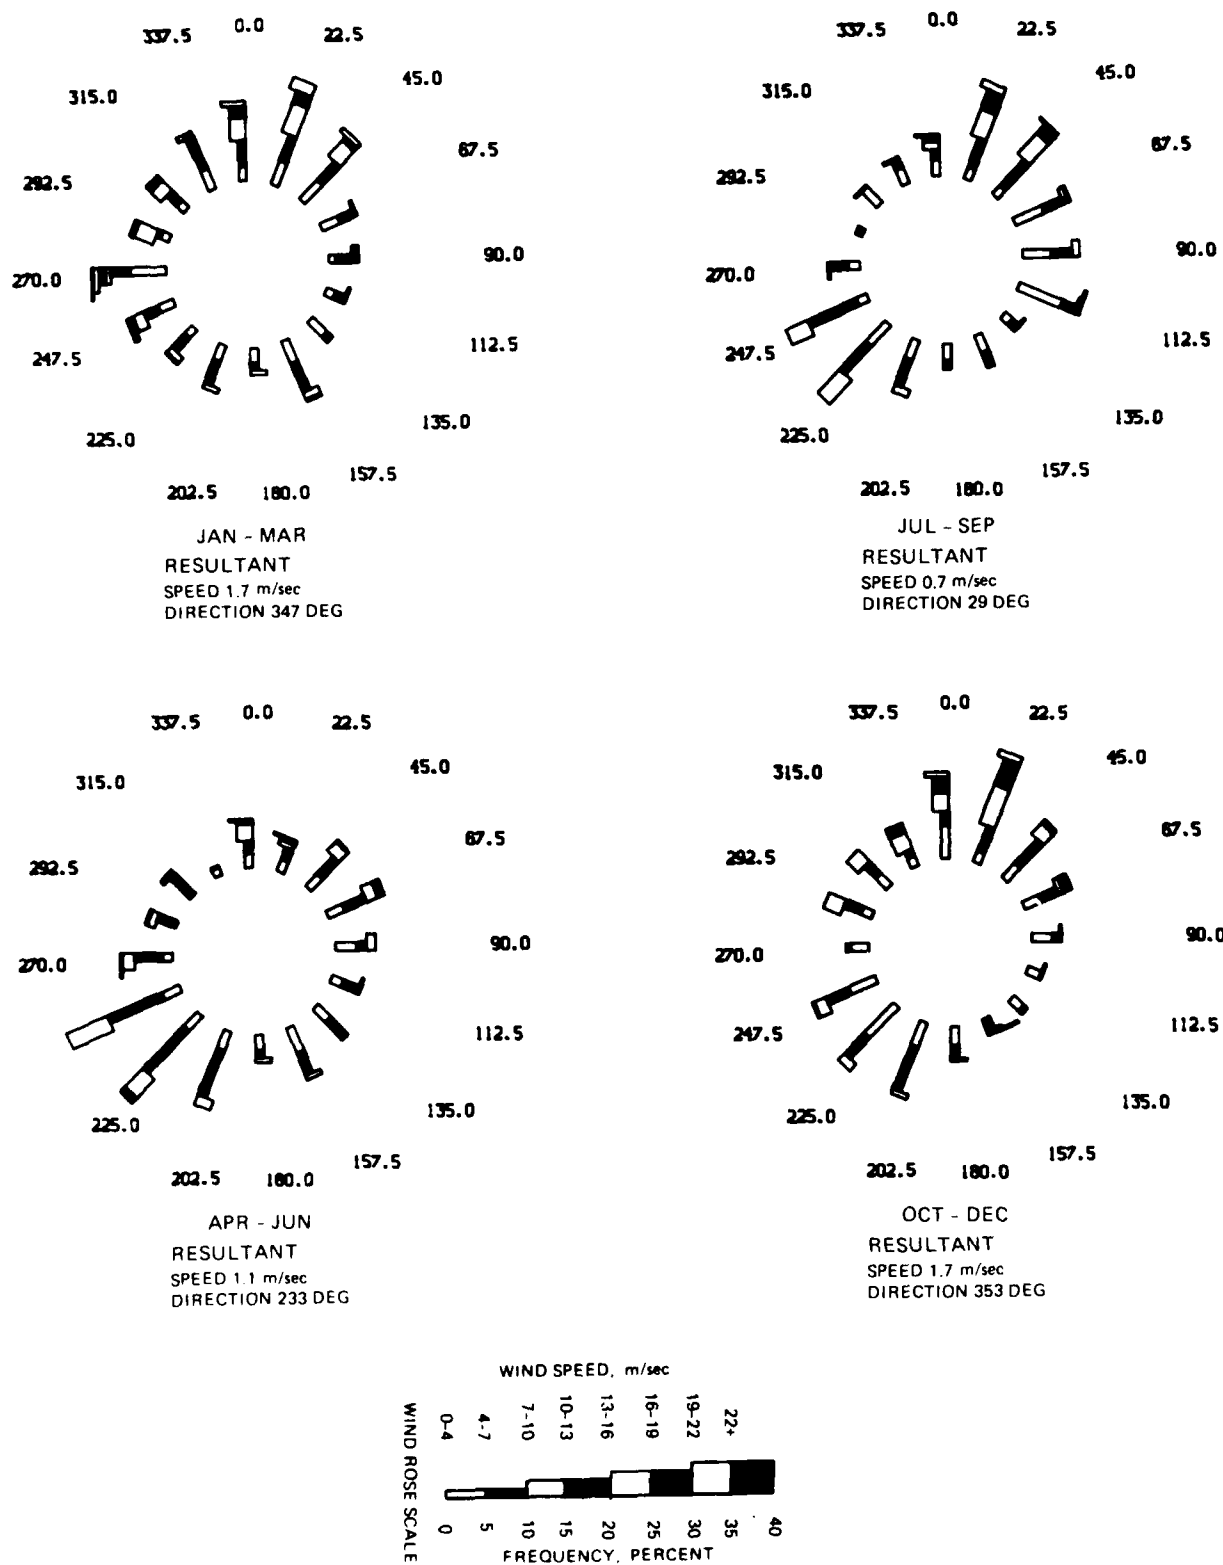 0.0
337.5 22.5
315.0 45.0
292.5 67.5
270.0 90.0
247.5 112.5
225.0 135.0
202.5 180.0 157.5
JAN - MAR
RESULTANT
SPEED 1.7 m/sec
DIRECTION 347 DEG
0.0
337.5 22.5
315.0 45.0
292.5 67.5
270.0 90.0
247.5 112.5
225.0 135.0
202.5 180.0 157.5
JUL - SEP
RESULTANT
SPEED 0.7 m/sec
DIRECTION 29 DEG
0.0
337.5 22.5
315.0 45.0
292.5 67.5
270.0 90.0
112.5
225.0 135.0
202.5 180.0 157.5
APR - JUN
RESULTANT
SPEED 1.1 m/sec
DIRECTION 233 DEG
0.0
337.5 22.5
315.0 45.0
292.5 67.5
270.0 90.0
247.5 112.5
225.0 135.0
202.5 180.0 157.5
OCT - DEC
RESULTANT
SPEED 1.7 m/sec
DIRECTION 353 DEG
WIND SPEED, m/sec
0-4 4-7 7-10 10-13 13-16 16-19 19-22 22+
WIND ROSE SCALE
0 5 10 15 20 25 30 35 40
FREQUENCY, PERCENT